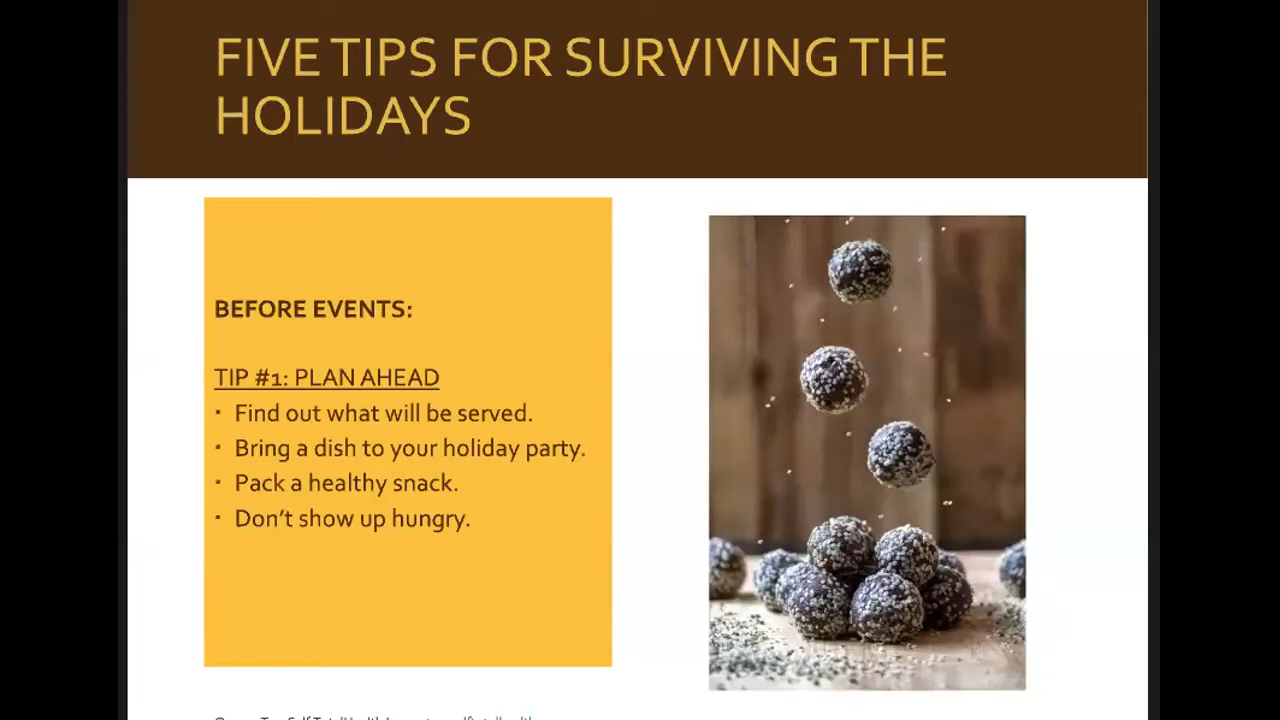 FIVE TIPS FOR SURVIVING THE
HOLIDAYS
BEFORE EVENTS:
TIP #1: PLAN AHEAD
▪ Find out what will be served.
▪ Bring a dish to your holiday party.
▪ Pack a healthy snack.
▪ Don’t show up hungry.